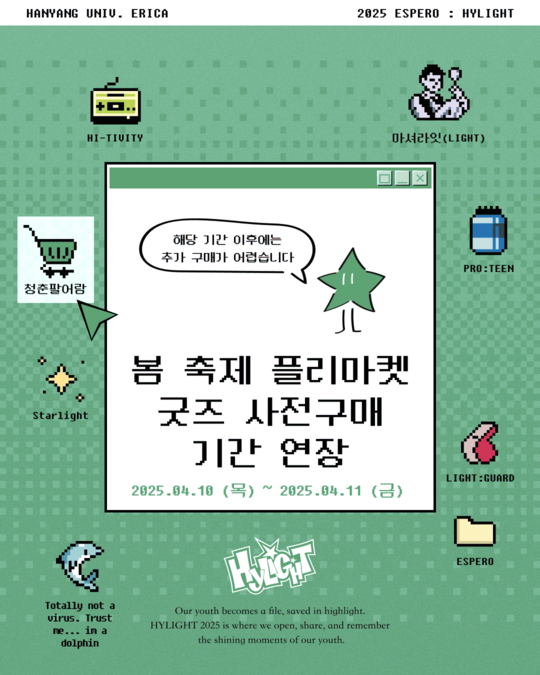 HANYANG UNIV. ERICA
2025 ESPERO : HYLIGHT
HI-TIVITY
마셔라잇(LIGHT)
해당 기간 이후에는
추가 구매가 어렵습니다
PRO:TEEN
청춘팔어람
Starlight
봄 축제 플리마켓
굿즈 사전구매
기간 연장
2025.04.10 (목) ~ 2025.04.11 (금)
LIGHT:GUARD
ESPERO
HyLIGHT
Totally not a
virus. Trust
me... im a
dolphin
Our youth becomes a file, saved in highlight.
HYLIGHT 2025 is where we open, share, and remember
the shining moments of our youth.